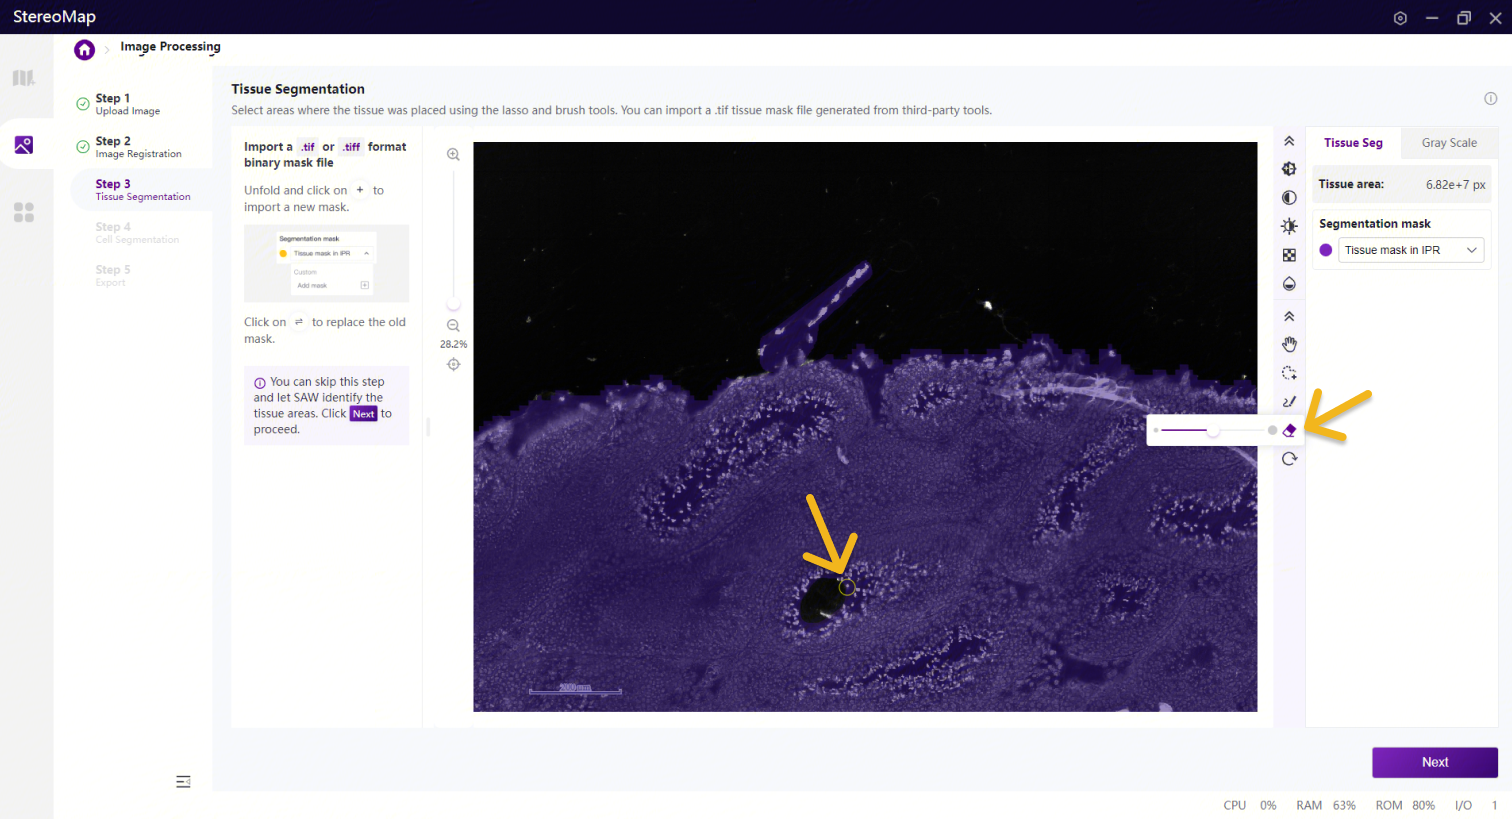 StereoMap
Image Processing
Step 1
Upload Image
Step 2
Image Registration
Step 3
Tissue Segmentation
Step 4
Cell Segmentation
Step 5
Export
Tissue Segmentation
Select areas where the tissue was placed using the lasso and brush tools. You can import a .tif tissue mask file generated from third-party tools.
Import a .tif or .tiff format
binary mask file
Unfold and click on + to
import a new mask.
Segmentation mask
Tissue mask in IPR
Custom
Add mask
Click on ⇌ to replace the old
mask.
You can skip this step
and let SAW identify the
tissue areas. Click Next to
proceed.
28.2%
Tissue Seg
Gray Scale
Tissue area: 6.82e+7 px
Segmentation mask
Tissue mask in IPR
Next
CPU 0% RAM 63% ROM 80% I/O 1